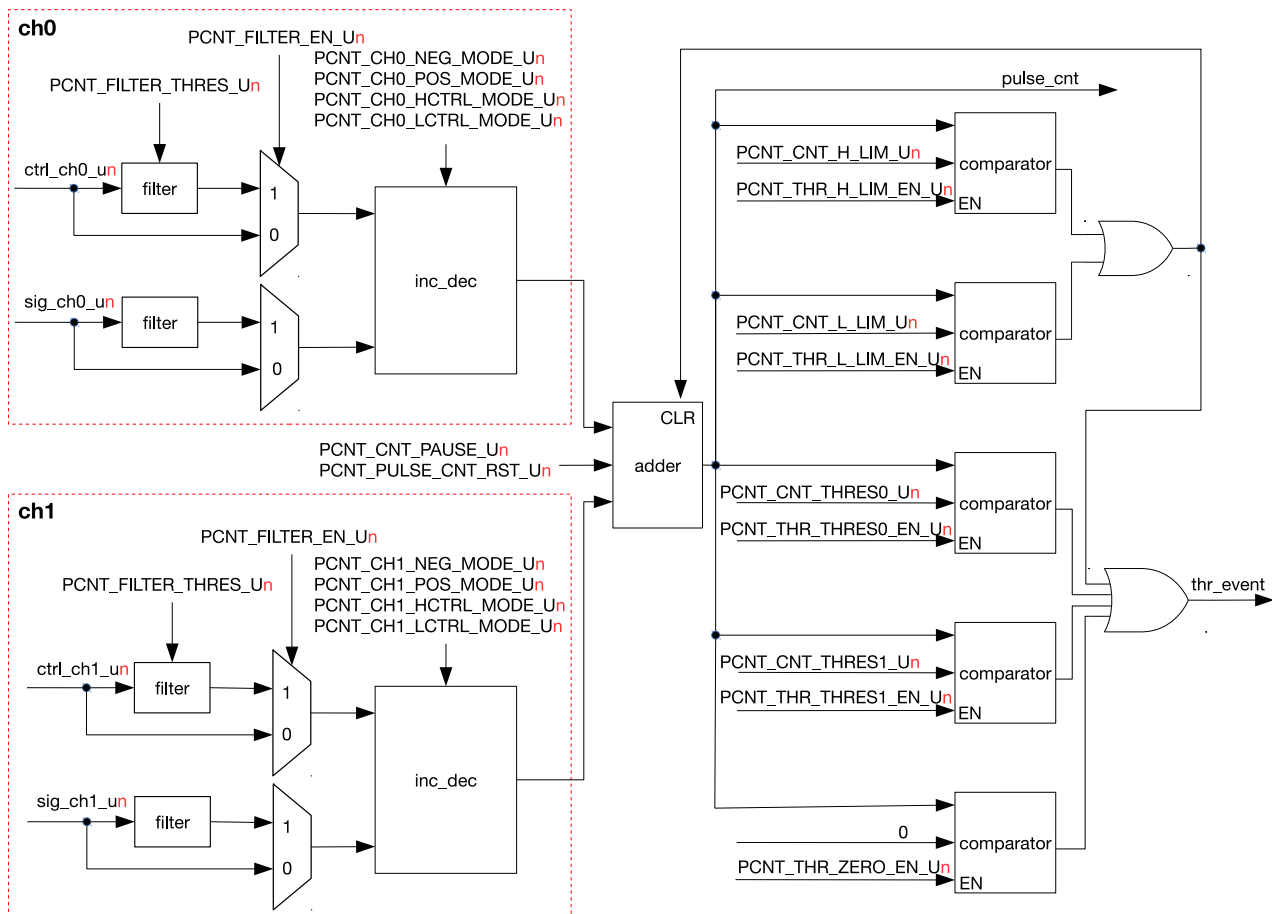 ch0
PCNT_FILTER_EN_Un
PCNT_CH0_NEG_MODE_Un
PCNT_CH0_POS_MODE_Un
PCNT_CH0_HCTRL_MODE_Un
PCNT_CH0_LCTRL_MODE_Un
PCNT_FILTER_THRES_Un
ctrl_ch0_un
filter
1
0
sig_ch0_un
filter
1
0
inc_dec
ch1
PCNT_FILTER_EN_Un
PCNT_CH1_NEG_MODE_Un
PCNT_CH1_POS_MODE_Un
PCNT_CH1_HCTRL_MODE_Un
PCNT_CH1_LCTRL_MODE_Un
PCNT_FILTER_THRES_Un
ctrl_ch1_un
filter
1
0
sig_ch1_un
filter
1
0
inc_dec
PCNT_CNT_PAUSE_Un
PCNT_PULSE_CNT_RST_Un
CLR
adder
pulse_cnt
PCNT_CNT_H_LIM_Un
PCNT_THR_H_LIM_EN_Un
comparator
EN
PCNT_CNT_L_LIM_Un
PCNT_THR_L_LIM_EN_Un
comparator
EN
PCNT_CNT_THRES0_Un
PCNT_THR_THRES0_EN_Un
comparator
EN
PCNT_CNT_THRES1_Un
PCNT_THR_THRES1_EN_Un
comparator
EN
0
PCNT_THR_ZERO_EN_Un
comparator
EN
thr_event